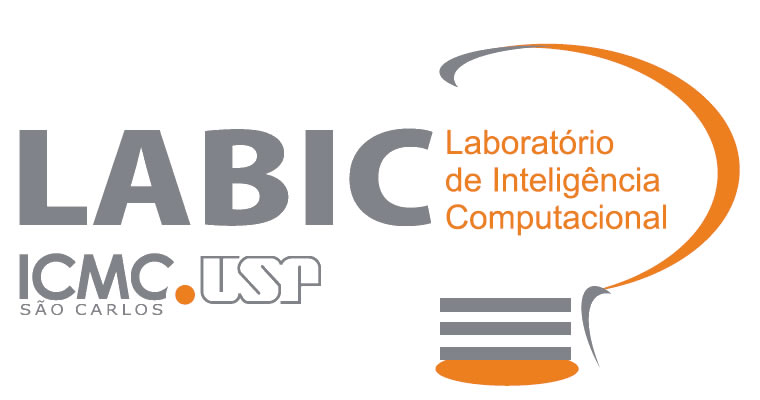 LABIC
Laboratório
de Inteligência
Computacional
ICMC.USP
SÃO CARLOS